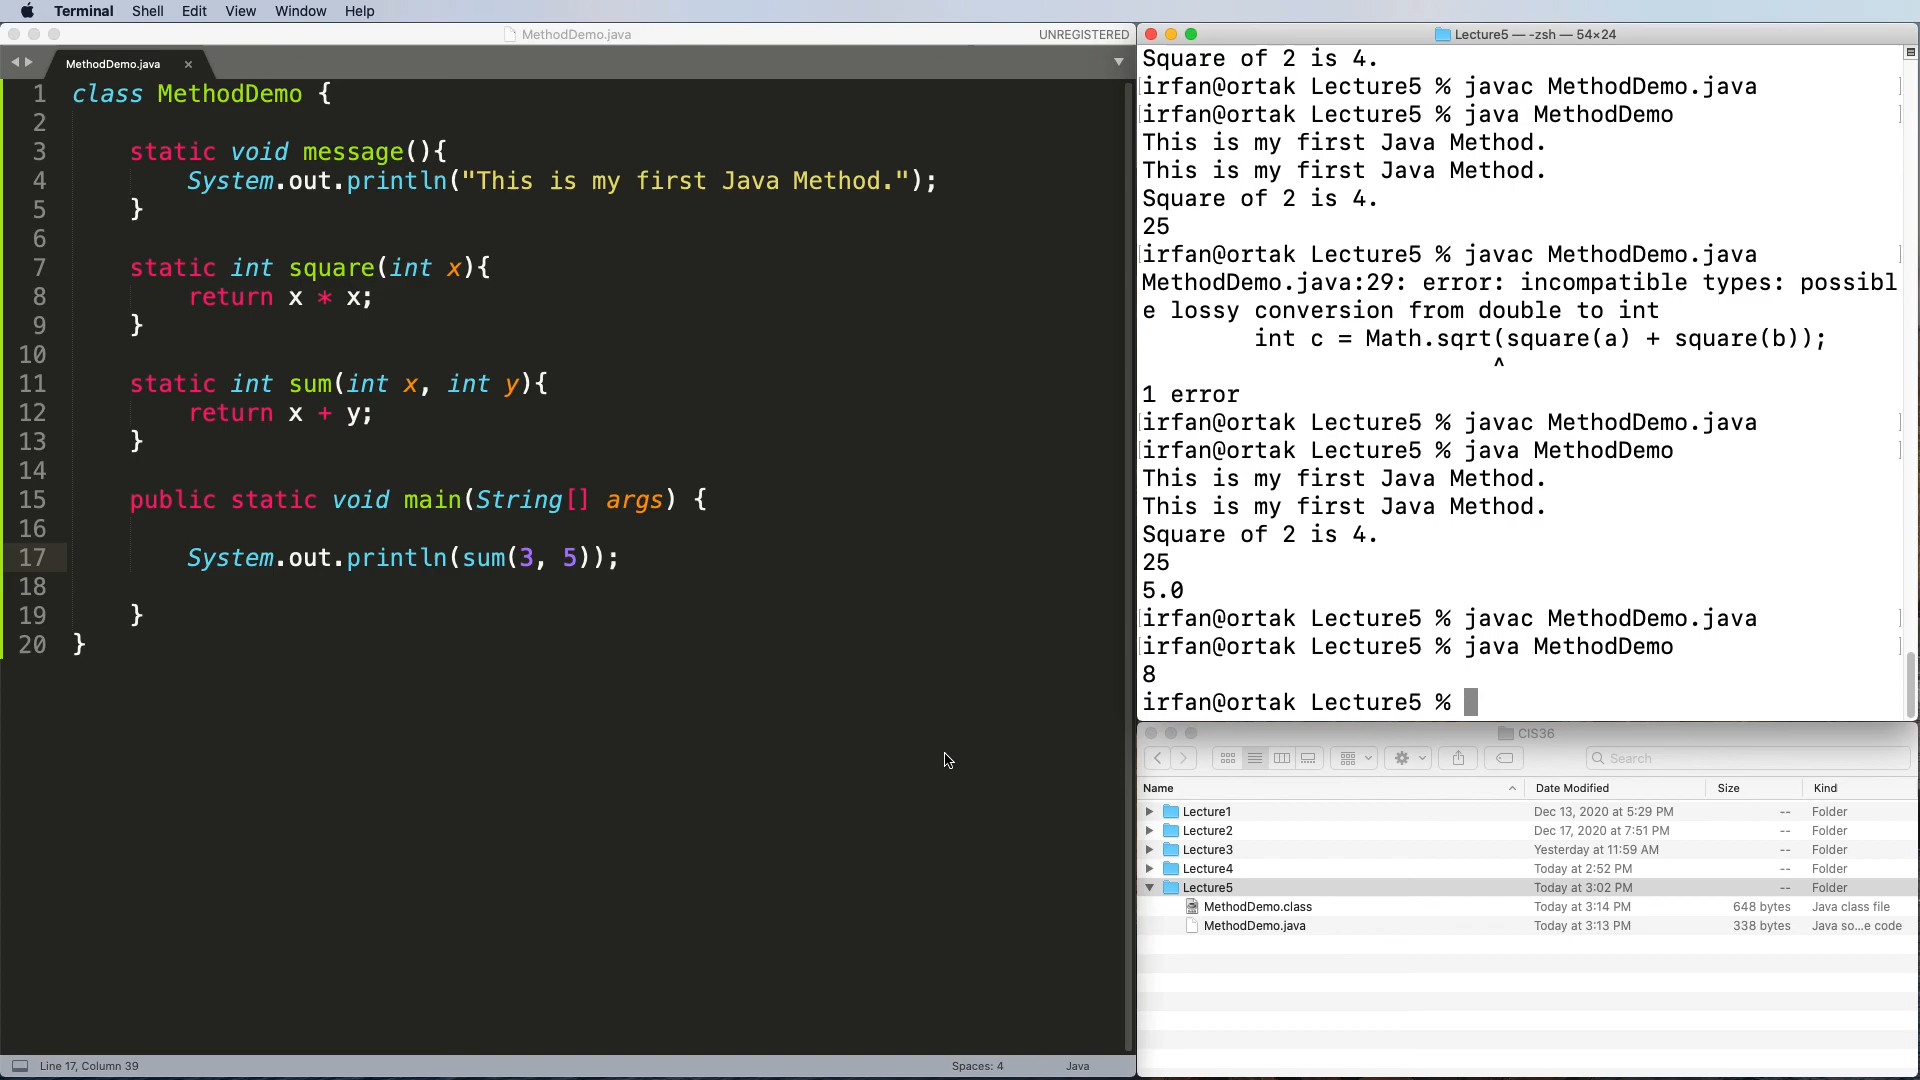 Terminal Shell Edit View Window Help
MethodDemo.java UNREGISTERED
MethodDemo.java ×
1 class MethodDemo {
2
3 static void message(){
4 System.out.println("This is my first Java Method.");
5 }
6
7 static int square(int x){
8 return x * x;
9 }
10
11 static int sum(int x, int y){
12 return x + y;
13 }
14
15 public static void main(String[] args) {
16
17 System.out.println(sum(3, 5));
18
19 }
20 }
Line 17, Column 39 Spaces: 4 Java
Lecture5 — -zsh — 54×24
Square of 2 is 4.
irfan@ortak Lecture5 % javac MethodDemo.java
irfan@ortak Lecture5 % java MethodDemo
This is my first Java Method.
This is my first Java Method.
Square of 2 is 4.
25
irfan@ortak Lecture5 % javac MethodDemo.java
MethodDemo.java:29: error: incompatible types: possibl
e lossy conversion from double to int
int c = Math.sqrt(square(a) + square(b));
^
1 error
irfan@ortak Lecture5 % javac MethodDemo.java
irfan@ortak Lecture5 % java MethodDemo
This is my first Java Method.
This is my first Java Method.
Square of 2 is 4.
25
5.0
irfan@ortak Lecture5 % javac MethodDemo.java
irfan@ortak Lecture5 % java MethodDemo
8
irfan@ortak Lecture5 %
CIS36
Search
Name Date Modified Size Kind
Lecture1 Dec 13, 2020 at 5:29 PM -- Folder
Lecture2 Dec 17, 2020 at 7:51 PM -- Folder
Lecture3 Yesterday at 11:59 AM -- Folder
Lecture4 Today at 2:52 PM -- Folder
Lecture5 Today at 3:02 PM -- Folder
MethodDemo.class Today at 3:14 PM 648 bytes Java class file
MethodDemo.java Today at 3:13 PM 338 bytes Java so...e code